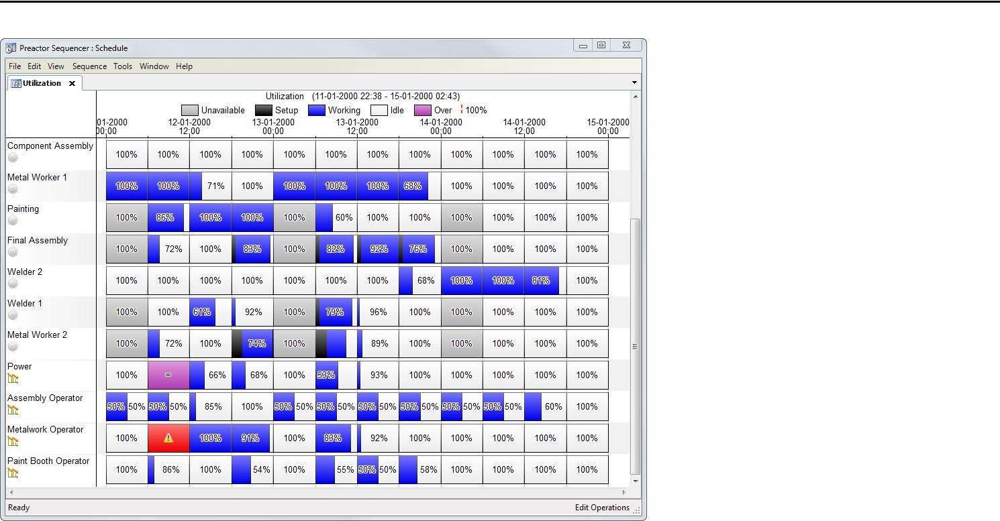 Preactor Sequencer : Schedule
File Edit View Sequence Tools Window Help
Utilization
Utilization (11-01-2000 22:38 - 15-01-2000 02:43)
Unavailable Setup Working Idle Over 100%
01-2000 12-01-2000 13-01-2000 13-01-2000 14-01-2000 14-01-2000 15-01-2000
00:00 12:00 00:00 12:00 00:00 12:00 00:00
Component Assembly
100% 100% 100% 100% 100% 100% 100% 100% 100% 100% 100% 100%
Metal Worker 1
100% 100% 71% 100% 100% 100% 100% 68% 100% 100% 100% 100%
Painting
100% 86% 100% 100% 100% 60% 100% 100% 100% 100% 100% 100%
Final Assembly
100% 72% 100% 83% 100% 82% 92% 76% 100% 100% 100% 100%
Welder 2
100% 100% 100% 100% 100% 100% 100% 68% 100% 100% 81% 100%
Welder 1
100% 100% 61% 92% 100% 79% 96% 100% 100% 100% 100% 100%
Metal Worker 2
100% 72% 100% 74% 100% 89% 100% 100% 100% 100% 100%
Power
100% ∞ 66% 68% 100% 53% 93% 100% 100% 100% 100% 100%
Assembly Operator
50% 50% 50% 50% 85% 100% 50% 50% 50% 50% 50% 50% 50% 50% 50% 50% 50% 50% 60% 100%
Metalwork Operator
100% 100% 91% 100% 83% 92% 100% 100% 100% 100% 100%
Paint Booth Operator
100% 86% 100% 54% 100% 55% 50% 50% 58% 100% 100% 100% 100%
Ready Edit Operations